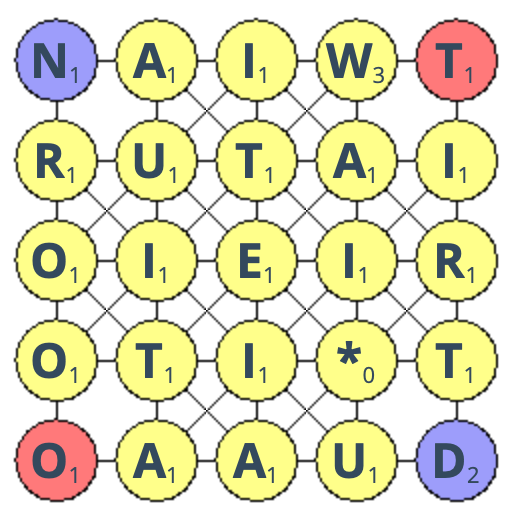 N1 A1 I1 W3 T1
R1 U1 T1 A1 I1
O1 I1 E1 I1 R1
O1 T1 I1 *0 T1
O1 A1 A1 U1 D2